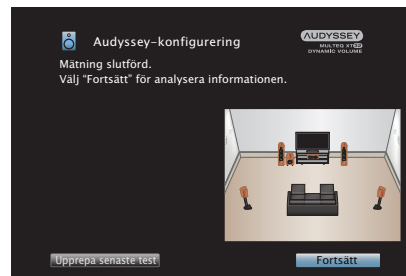 Audyssey-konfigurering
AUDYSSEY
MULTEQ XT32
DYNAMIC VOLUME
Mätning slutförd.
Välj "Fortsätt" för analysera informationen.
Upprepa senaste test
Fortsätt